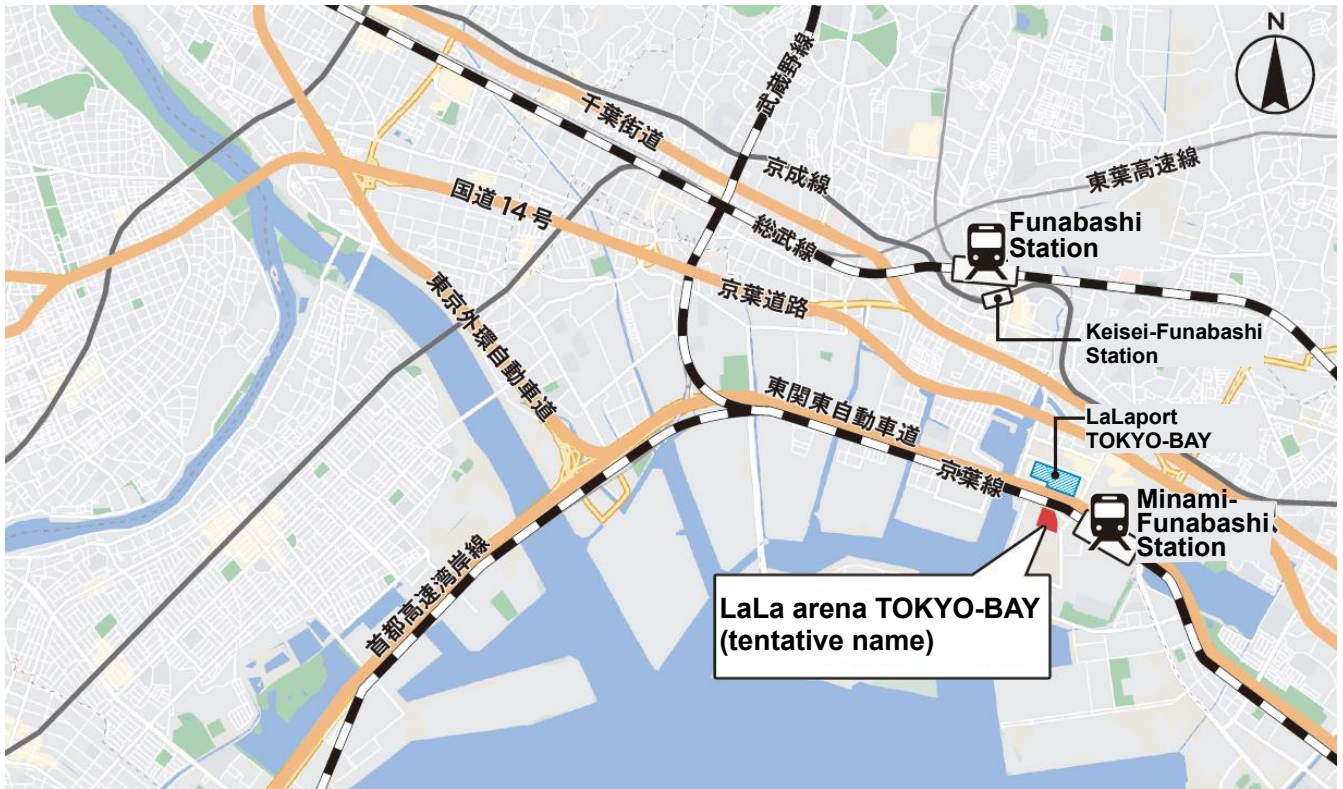 N
武蔵野線
千葉街道
京成線
東葉高速線
国道14号
総武線
Funabashi
Station
京葉道路
東京外環自動車道
Keisei-Funabashi
Station
東関東自動車道
LaLaport
TOKYO-BAY
京葉線
Minami-
Funabashi
Station
首都高速湾岸線
LaLa arena TOKYO-BAY
(tentative name)